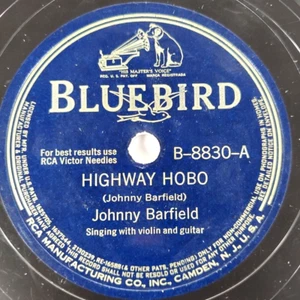 "HIS MASTER'S VOICE"
BLUEBIRD
For best results use
RCA Victor Needles
B-8830-A
HIGHWAY HOBO
(Johnny Barfield)
Johnny Barfield
Singing with violin and guitar
RCA MANUFACTURING CO., INC., CAMDEN, N. J., U. S. A.